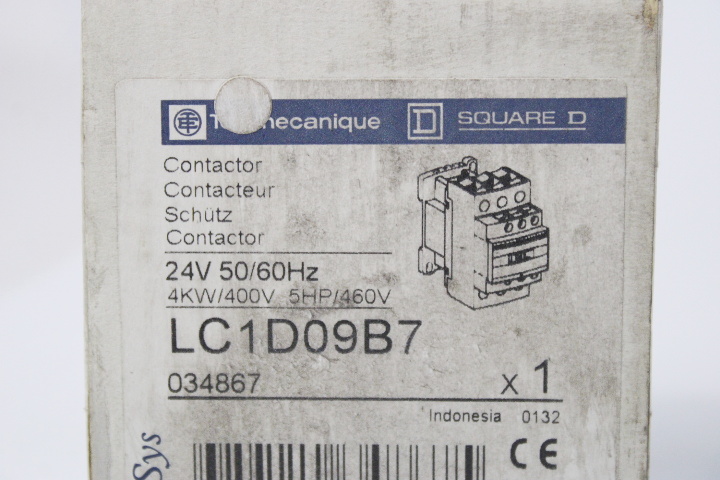 SQUARE D
Contactor
Contacteur
Schütz
Contactor
24V 50/60Hz
4KW/400V 5HP/460V
LC1D09B7
034867 x 1
Indonesia 0132
CE
Sys